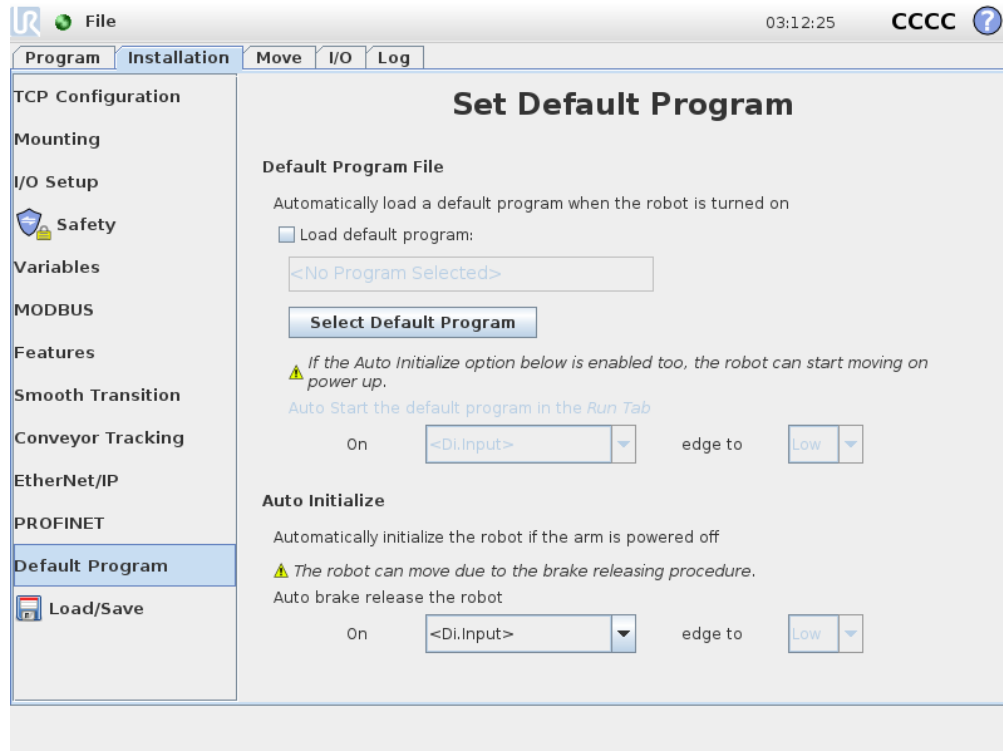 UR File 03:12:25 CCCC ?
Program Installation Move I/O Log
TCP Configuration
Mounting
I/O Setup
Safety
Variables
MODBUS
Features
Smooth Transition
Conveyor Tracking
EtherNet/IP
PROFINET
Default Program
Load/Save
Set Default Program
Default Program File
Automatically load a default program when the robot is turned on
Load default program:
<No Program Selected>
Select Default Program
If the Auto Initialize option below is enabled too, the robot can start moving on
power up.
Auto Start the default program in the Run Tab
On <Di.Input> edge to Low
Auto Initialize
Automatically initialize the robot if the arm is powered off
The robot can move due to the brake releasing procedure.
Auto brake release the robot
On <Di.Input> edge to Low